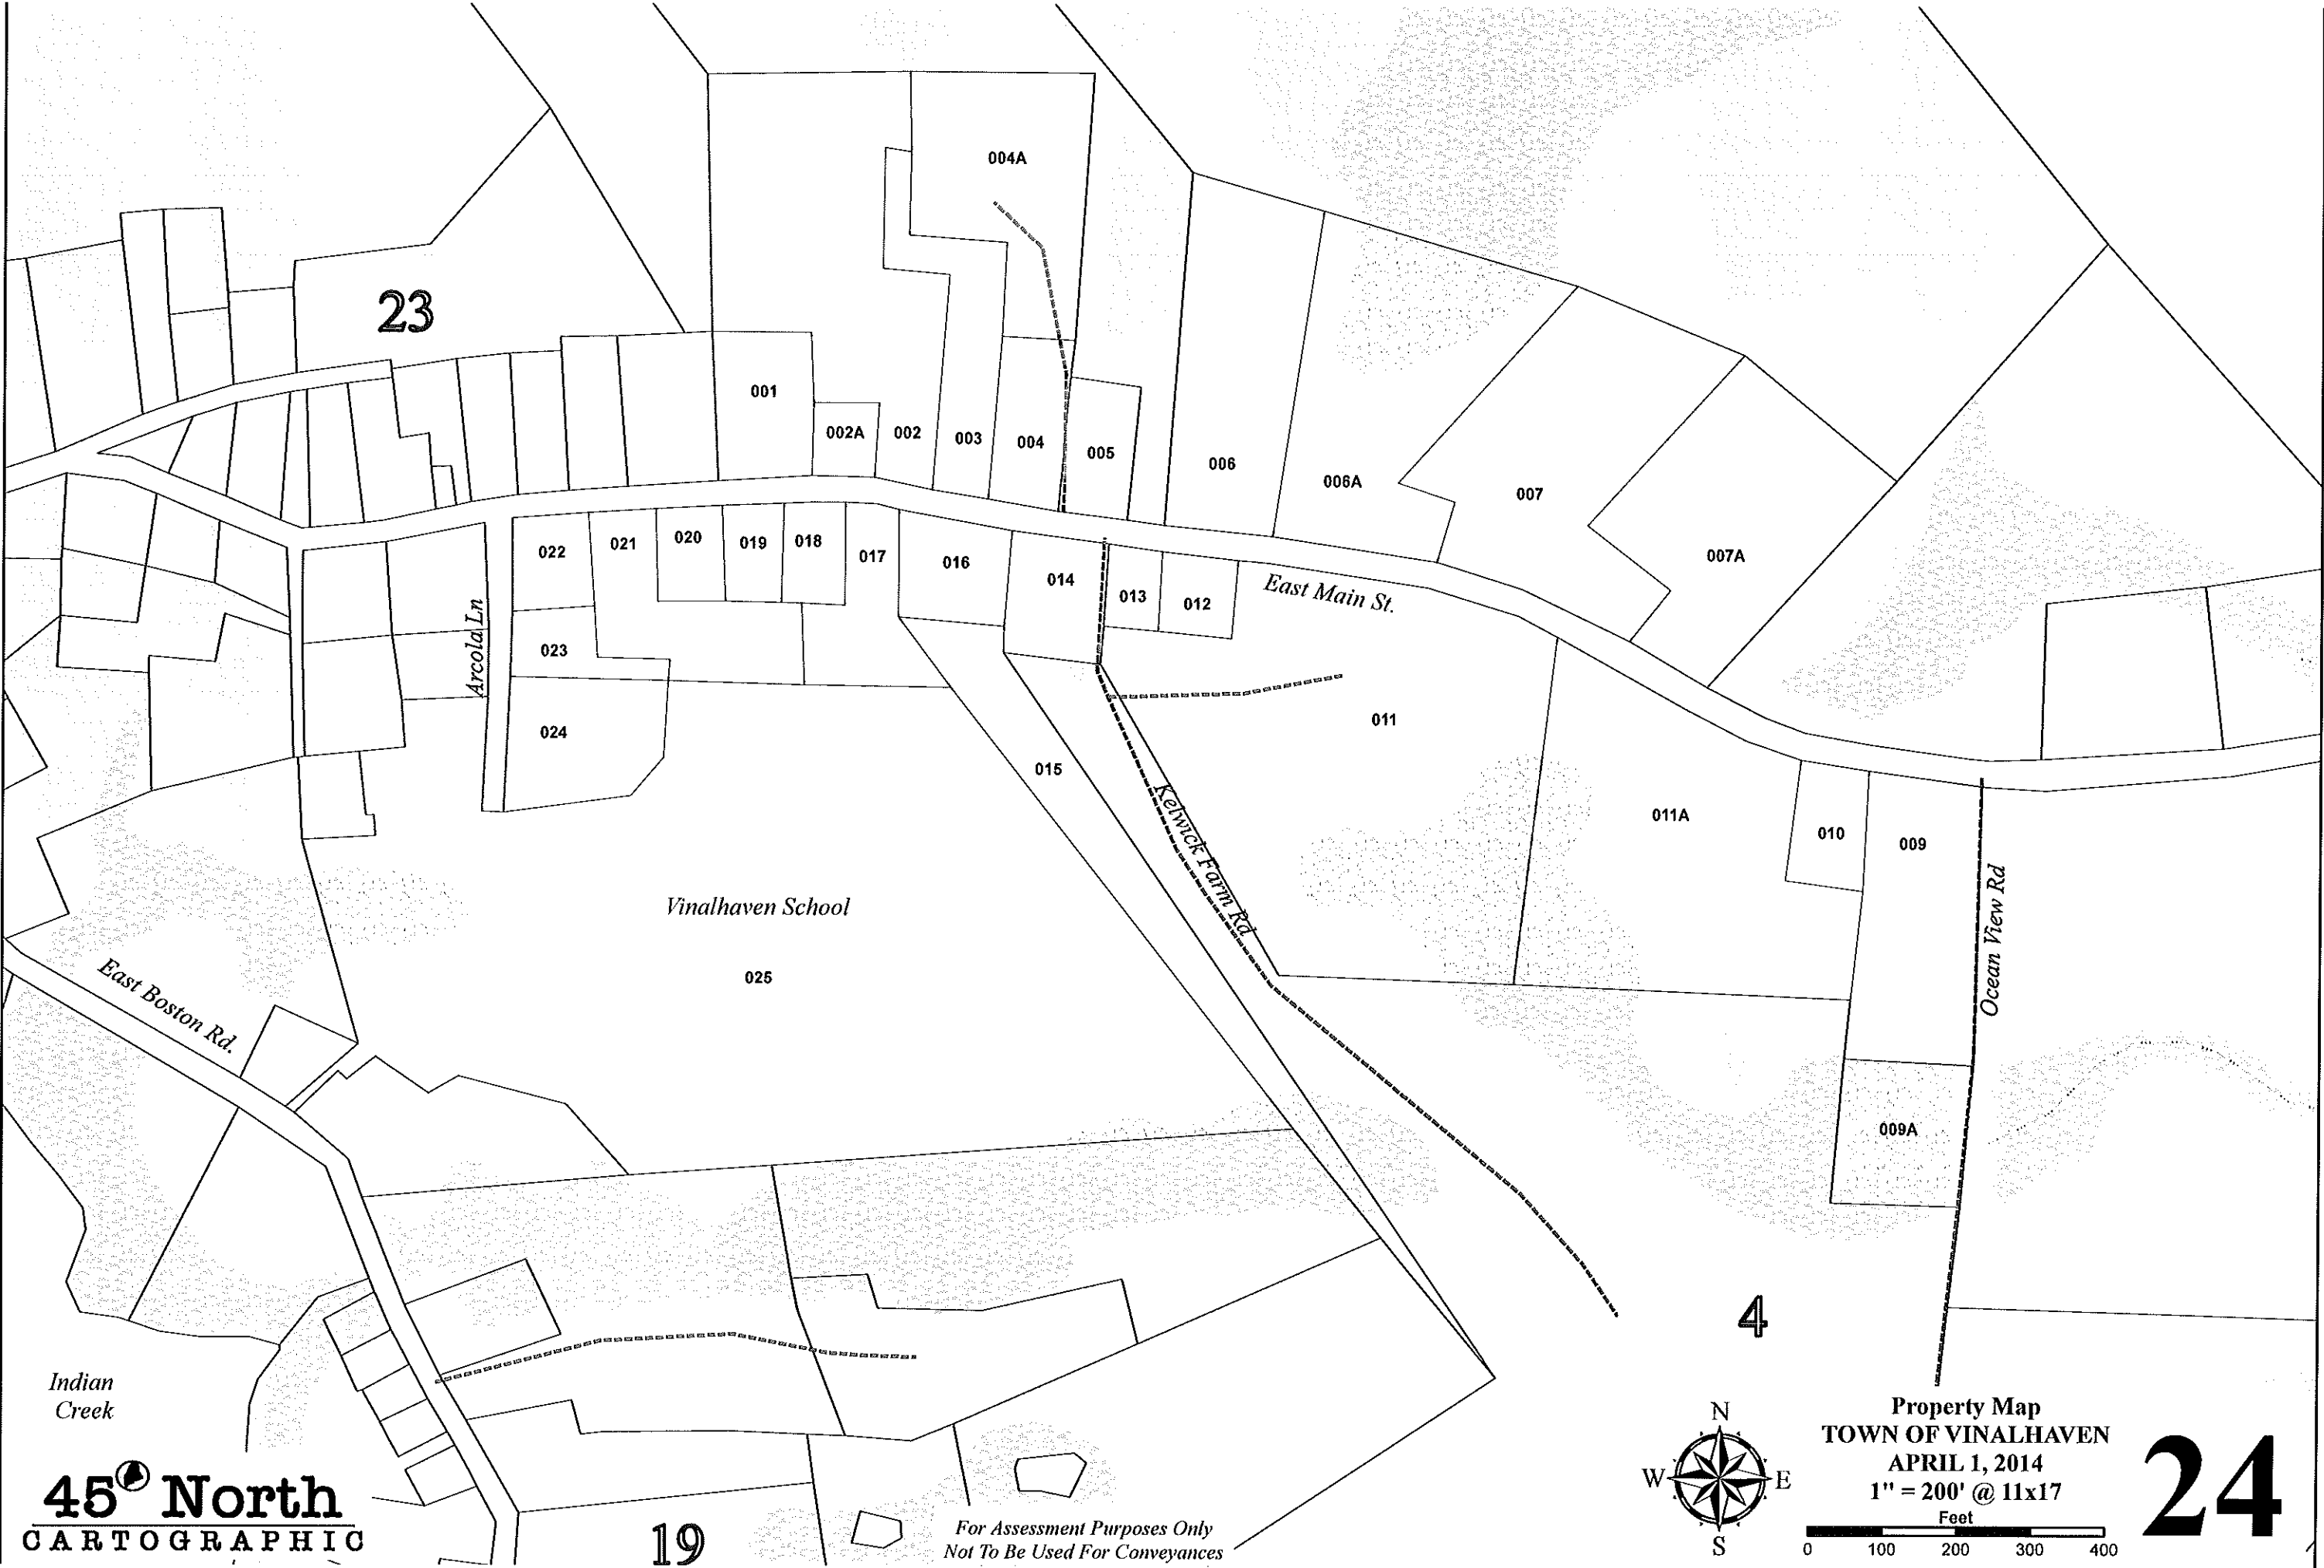 004A
23
001
002A
002
003
004
005
006
006A
007
007A
022
021
020
019
018
017
016
014
013
012
East Main St.
Arcola Ln
023
024
011
015
Kelwick Farm Rd
011A
010
009
Ocean View Rd
Vinalhaven School
025
East Boston Rd.
009A
4
Indian
Creek
45 North
CARTOGRAPHIC
19
For Assessment Purposes Only
Not To Be Used For Conveyances
N
W
E
S
Property Map
TOWN OF VINALHAVEN
APRIL 1, 2014
1" = 200' @ 11x17
Feet
0 100 200 300 400
24